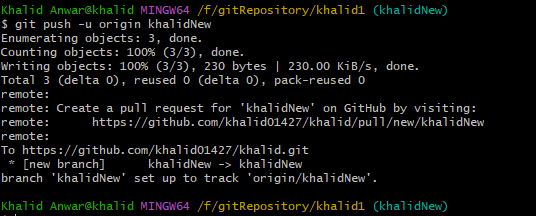 Khalid Anwar@khalid MINGW64 /f/gitRepository/khalid1 (khalidNew)
$ git push -u origin khalidNew
Enumerating objects: 3, done.
Counting objects: 100% (3/3), done.
Writing objects: 100% (3/3), 230 bytes | 230.00 KiB/s, done.
Total 3 (delta 0), reused 0 (delta 0), pack-reused 0
remote:
remote: Create a pull request for 'khalidNew' on GitHub by visiting:
remote:      https://github.com/khalid01427/khalid/pull/new/khalidNew
remote:
To https://github.com/khalid01427/khalid.git
 * [new branch]      khalidNew -> khalidNew
branch 'khalidNew' set up to track 'origin/khalidNew'.
Khalid Anwar@khalid MINGW64 /f/gitRepository/khalid1 (khalidNew)